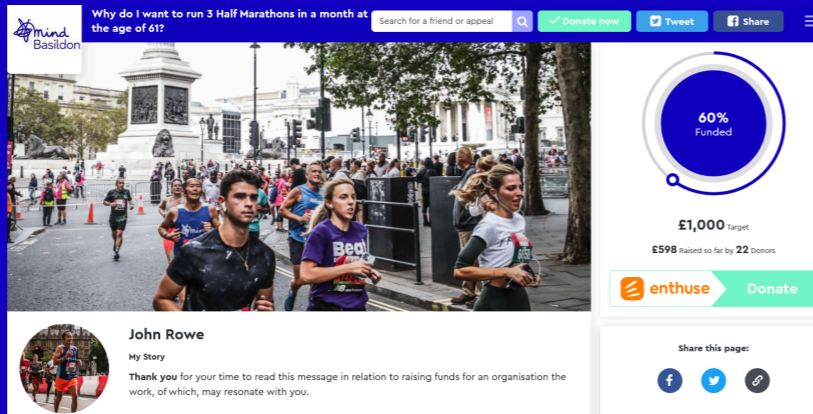 mind
Basildon
Why do I want to run 3 Half Marathons in a month at
the age of 61?
Search for a friend or appeal
Donate now
Tweet
Share
mind
Beat
60%
Funded
£1,000 Target
£598 Raised so far by 22 Donors
enthuse
Donate
John Rowe
My Story
Thank you for your time to read this message in relation to raising funds for an organisation the
work, of which, may resonate with you.
Share this page: